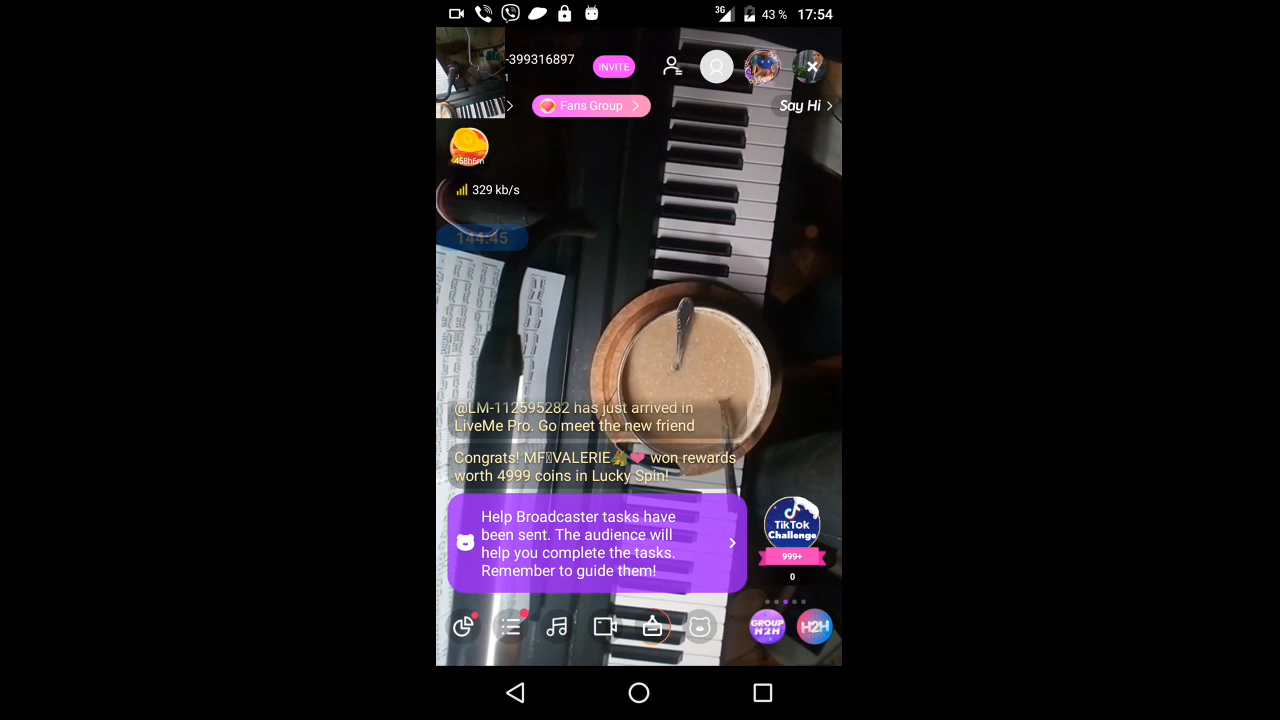 3G 43 % 17:54
-399316897
1
INVITE
Fans Group
Say Hi
458h6m
329 kb/s
144:45
@LM-112595282 has just arrived in
LiveMe Pro. Go meet the new friend
Congrats! MF▯VALERIE🎋❤ won rewards
worth 4999 coins in Lucky Spin!
Help Broadcaster tasks have
been sent. The audience will
help you complete the tasks.
Remember to guide them!
TikTok
Challenge
999+
0
GROUP
H2H
H2H